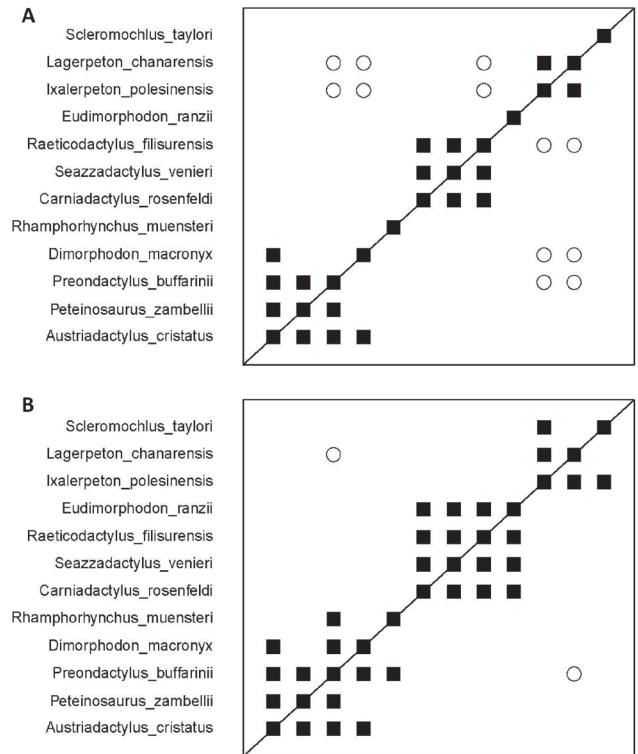 A
Scleromochlus_taylori
Lagerpeton_chanarensis
Ixalerpeton_polesinensis
Eudimorphodon_ranzii
Raeticodactylus_filisurensis
Seazzadactylus_venieri
Carniadactylus_rosenfeldi
Rhamphorhynchus_muensteri
Dimorphodon_macronyx
Preondactylus_buffarinii
Peteinosaurus_zambellii
Austriadactylus_cristatus
B
Scleromochlus_taylori
Lagerpeton_chanarensis
Ixalerpeton_polesinensis
Eudimorphodon_ranzii
Raeticodactylus_filisurensis
Seazzadactylus_venieri
Carniadactylus_rosenfeldi
Rhamphorhynchus_muensteri
Dimorphodon_macronyx
Preondactylus_buffarinii
Peteinosaurus_zambellii
Austriadactylus_cristatus